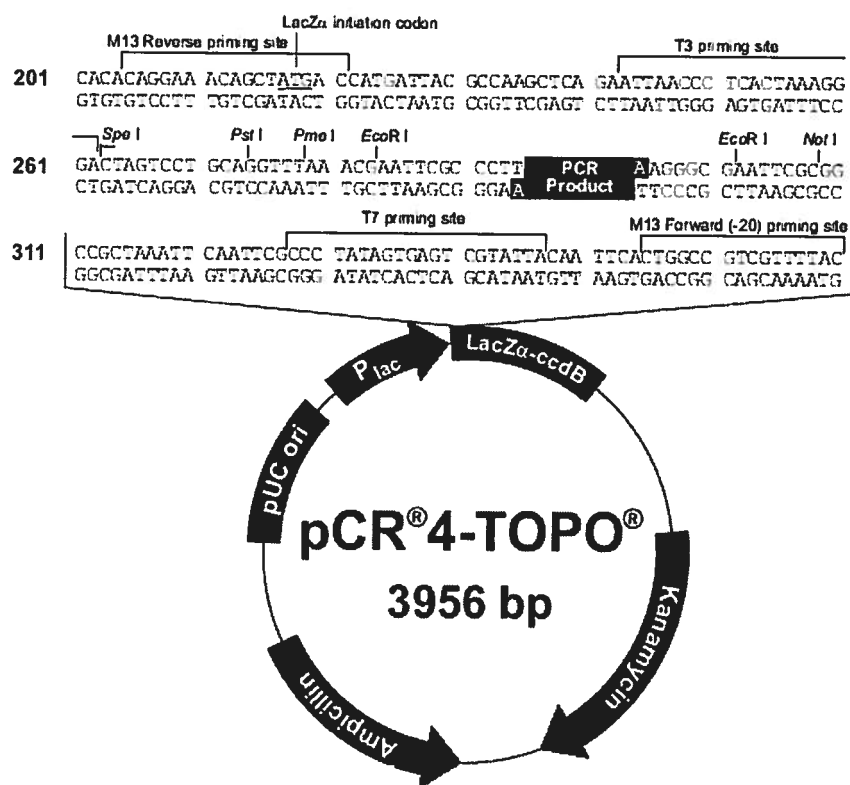 LacZα initiation codon
M13 Reverse priming site
T3 priming site
201 CACACAGGAA ACAGCTATGA CCATGATTAC GCCAAGCTCA GAATTAACCC TCACTAAAGG
GTGTGTCCTT TGTCGATACT GGTACTAATG CGGTTCGAGT CTTAATTGGG AGTGATTTCC
Spe I Pst I Pme I EcoR I EcoR I Not I
261 GACTAGTCCT GCAGGTTTAA ACGAATTCGC CCTT PCR Product AAGGGC GAATTCGCGG
CTGATCAGGA CGTCCAAATT TGCTTAAGCG GGAA TTCCCG CTTAAGCGCC
T7 priming site
M13 Forward (-20) priming site
311 CCGCTAAATT CAATTCGCCC TATAGTGAGT CGTATTACAA TTCACTGGCC GTCGTTTTAC
GGCGATTTAA GTTAAGCGGG ATATCACTCA GCATAATGTT AAGTGACCGG CAGCAAAATG
Plac
LacZα-ccdB
pUC ori
pCR®4-TOPO®
3956 bp
Kanamycin
Ampicillin